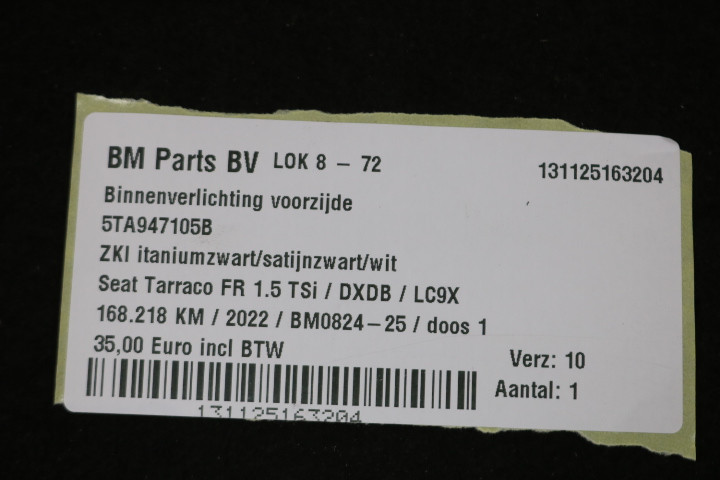 BM Parts BV LOK 8 – 72 131125163204
Binnenverlichting voorzijde
5TA947105B
ZKI itaniumzwart/satijnzwart/wit
Seat Tarraco FR 1.5 TSi / DXDB / LC9X
168.218 KM / 2022 / BM0824–25 / doos 1
35,00 Euro incl BTW Verz: 10
Aantal: 1
131125163204